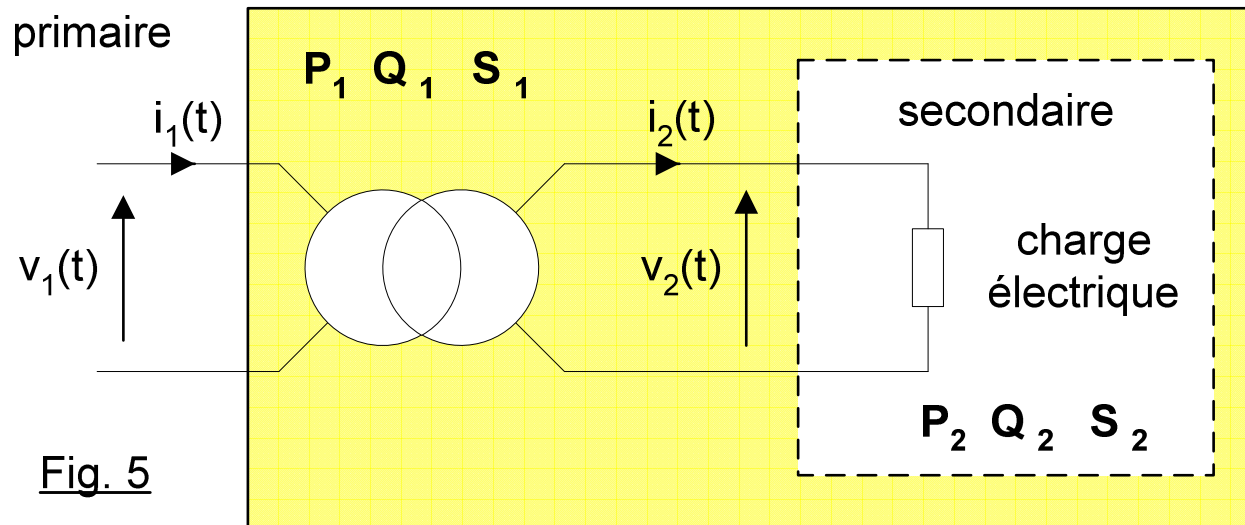 primaire
P₁ Q₁ S₁
i₁(t)
i₂(t)
secondaire
v₁(t)
v₂(t)
charge
électrique
P₂ Q₂ S₂
Fig. 5